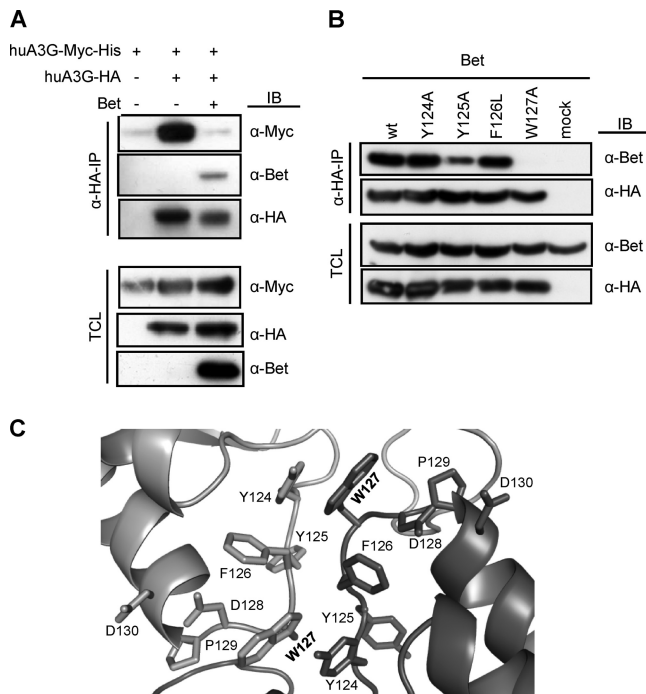 A
huA3G-Myc-His + + +
huA3G-HA - + +
Bet - - + IB
α-HA-IP
α-Myc
α-Bet
α-HA
TCL
α-Myc
α-HA
α-Bet
B
Bet
wt Y124A Y125A F126L W127A mock IB
α-HA-IP
α-Bet
α-HA
TCL
α-Bet
α-HA
C
P129
W127
D130
Y124
Y125
D128
F126
F126
D128
D130
Y125
P129
W127
Y124